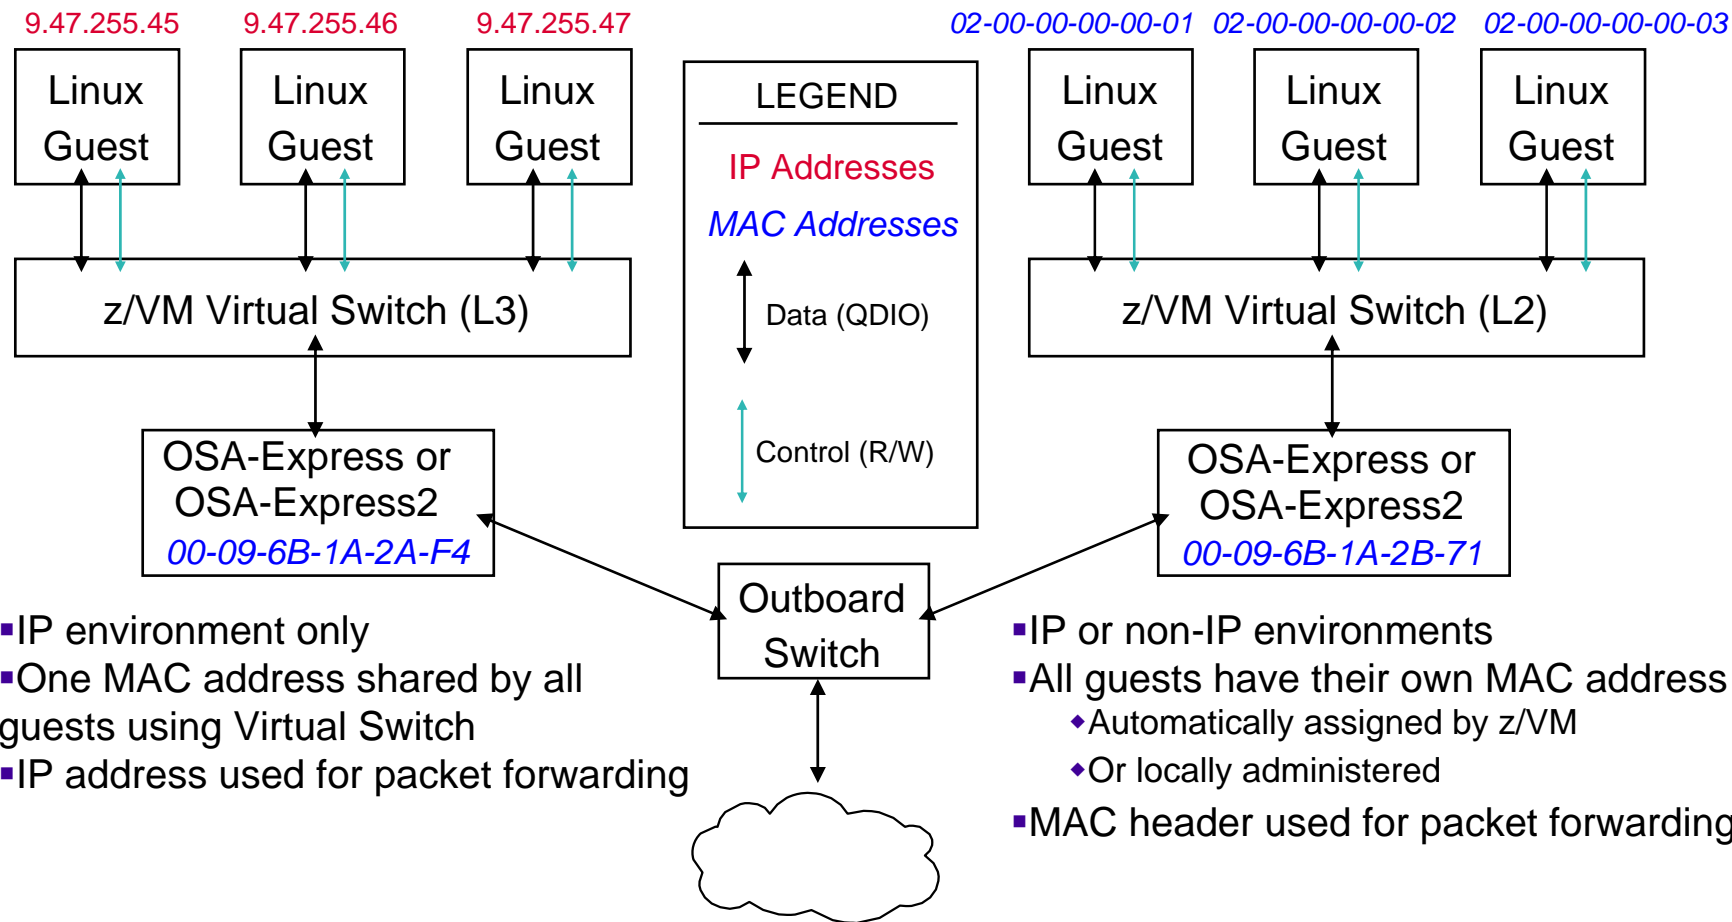 9.47.255.45
9.47.255.46
9.47.255.47
02-00-00-00-00-01
02-00-00-00-00-02
02-00-00-00-00-03
Linux
Guest
Linux
Guest
Linux
Guest
LEGEND
IP Addresses
MAC Addresses
Data (QDIO)
Control (R/W)
Linux
Guest
Linux
Guest
Linux
Guest
z/VM Virtual Switch (L3)
z/VM Virtual Switch (L2)
OSA-Express or
OSA-Express2
00-09-6B-1A-2A-F4
OSA-Express or
OSA-Express2
00-09-6B-1A-2B-71
Outboard
Switch
▪IP environment only
▪One MAC address shared by all
guests using Virtual Switch
▪IP address used for packet forwarding
▪IP or non-IP environments
▪All guests have their own MAC address
◆Automatically assigned by z/VM
◆Or locally administered
▪MAC header used for packet forwarding